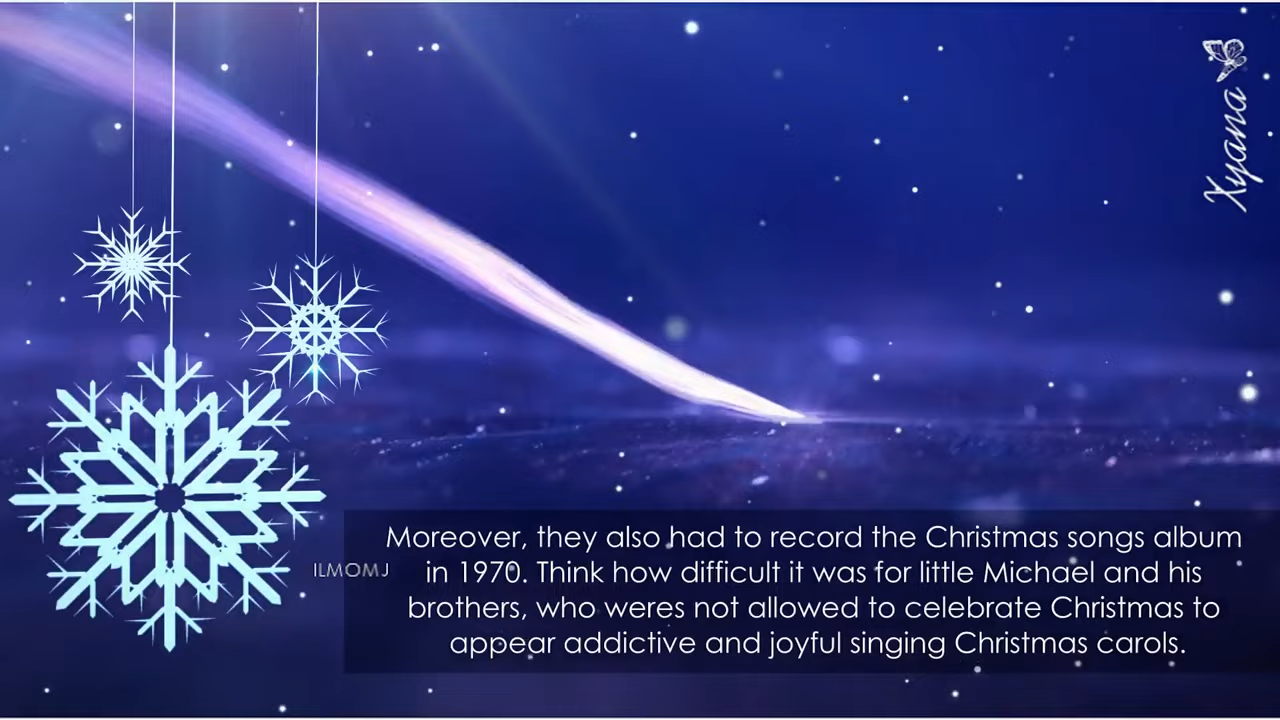 Xyana
Moreover, they also had to record the Christmas songs album
in 1970. Think how difficult it was for little Michael and his
brothers, who weres not allowed to celebrate Christmas to
appear addictive and joyful singing Christmas carols.
ILMOMJ